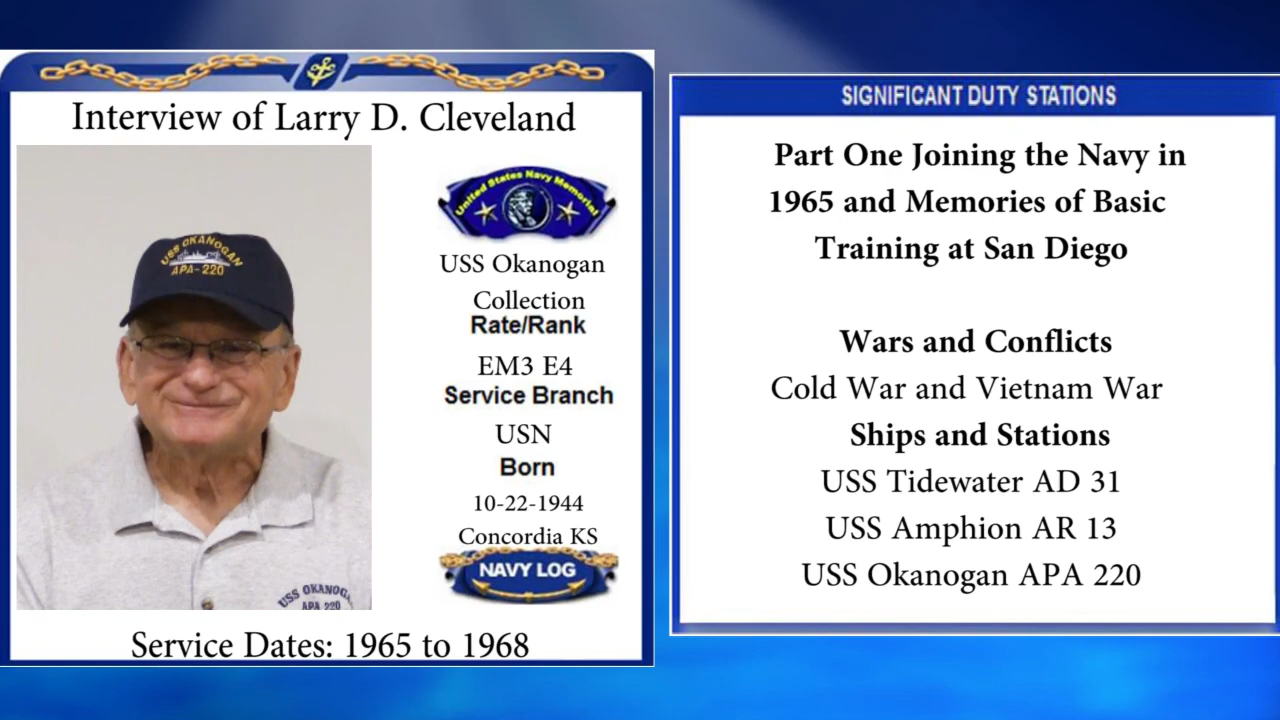 Interview of Larry D. Cleveland
USS OKANOGAN
APA-220
USS OKANOG
APA 220
United States Navy Memorial
USS Okanogan
Collection
Rate/Rank
EM3 E4
Service Branch
USN
Born
10-22-1944
Concordia KS
NAVY LOG
Service Dates: 1965 to 1968
SIGNIFICANT DUTY STATIONS
Part One Joining the Navy in
1965 and Memories of Basic
Training at San Diego
Wars and Conflicts
Cold War and Vietnam War
Ships and Stations
USS Tidewater AD 31
USS Amphion AR 13
USS Okanogan APA 220